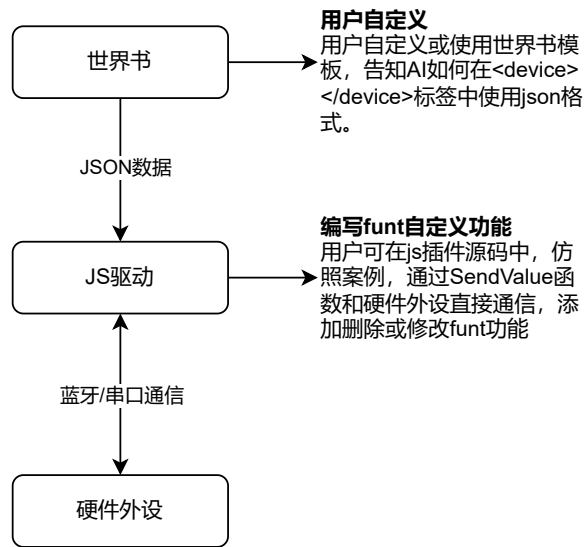 世界书
用户自定义
用户自定义或使用世界书模
板，告知AI如何在<device>
</device>标签中使用json格
式。
JSON数据
JS驱动
编写funt自定义功能
用户可在js插件源码中，仿
照案例，通过SendValue函
数和硬件外设直接通信，添
加删除或修改funt功能
蓝牙/串口通信
硬件外设